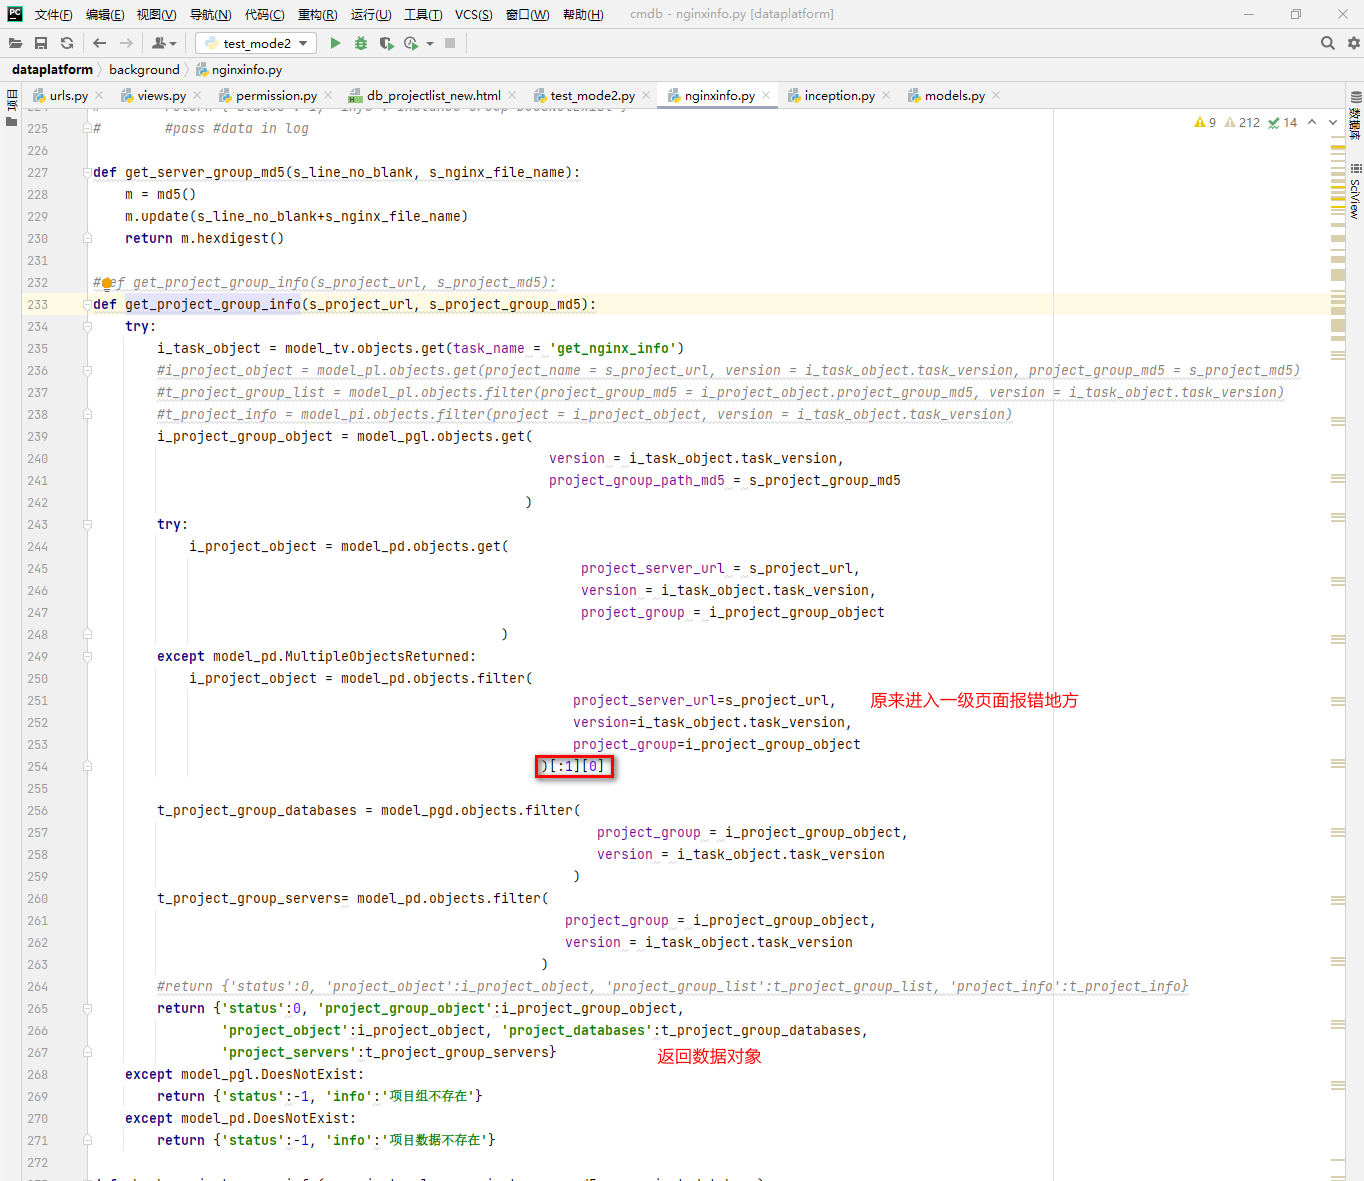 文件(F) 编辑(E) 视图(V) 导航(N) 代码(C) 重构(R) 运行(U) 工具(T) VCS(S) 窗口(W) 帮助(H) cmdb - nginxinfo.py [dataplatform]
test_mode2
dataplatform background nginxinfo.py
urls.py views.py permission.py db_projectlist_new.html test_mode2.py nginxinfo.py inception.py models.py
项目
数据库
SciView
9 212 14
225 # #pass #data in log
226
227 def get_server_group_md5(s_line_no_blank, s_nginx_file_name):
228 m = md5()
229 m.update(s_line_no_blank+s_nginx_file_name)
230 return m.hexdigest()
231
232 #def get_project_group_info(s_project_url, s_project_md5):
233 def get_project_group_info(s_project_url, s_project_group_md5):
234 try:
235 i_task_object = model_tv.objects.get(task_name = 'get_nginx_info')
236 #i_project_object = model_pl.objects.get(project_name = s_project_url, version = i_task_object.task_version, project_group_md5 = s_project_md5)
237 #t_project_group_list = model_pl.objects.filter(project_group_md5 = i_project_object.project_group_md5, version = i_task_object.task_version)
238 #t_project_info = model_pi.objects.filter(project = i_project_object, version = i_task_object.task_version)
239 i_project_group_object = model_pgl.objects.get(
240 version = i_task_object.task_version,
241 project_group_path_md5 = s_project_group_md5
242 )
243 try:
244 i_project_object = model_pd.objects.get(
245 project_server_url = s_project_url,
246 version = i_task_object.task_version,
247 project_group = i_project_group_object
248 )
249 except model_pd.MultipleObjectsReturned:
250 i_project_object = model_pd.objects.filter(
251 project_server_url=s_project_url, 原来进入一级页面报错地方
252 version=i_task_object.task_version,
253 project_group=i_project_group_object
254 )[:1][0]
255
256 t_project_group_databases = model_pgd.objects.filter(
257 project_group = i_project_group_object,
258 version = i_task_object.task_version
259 )
260 t_project_group_servers= model_pd.objects.filter(
261 project_group = i_project_group_object,
262 version = i_task_object.task_version
263 )
264 #return {'status':0, 'project_object':i_project_object, 'project_group_list':t_project_group_list, 'project_info':t_project_info}
265 return {'status':0, 'project_group_object':i_project_group_object,
266 'project_object':i_project_object, 'project_databases':t_project_group_databases,
267 'project_servers':t_project_group_servers} 返回数据对象
268 except model_pgl.DoesNotExist:
269 return {'status':-1, 'info':'项目组不存在'}
270 except model_pd.DoesNotExist:
271 return {'status':-1, 'info':'项目数据不存在'}
272